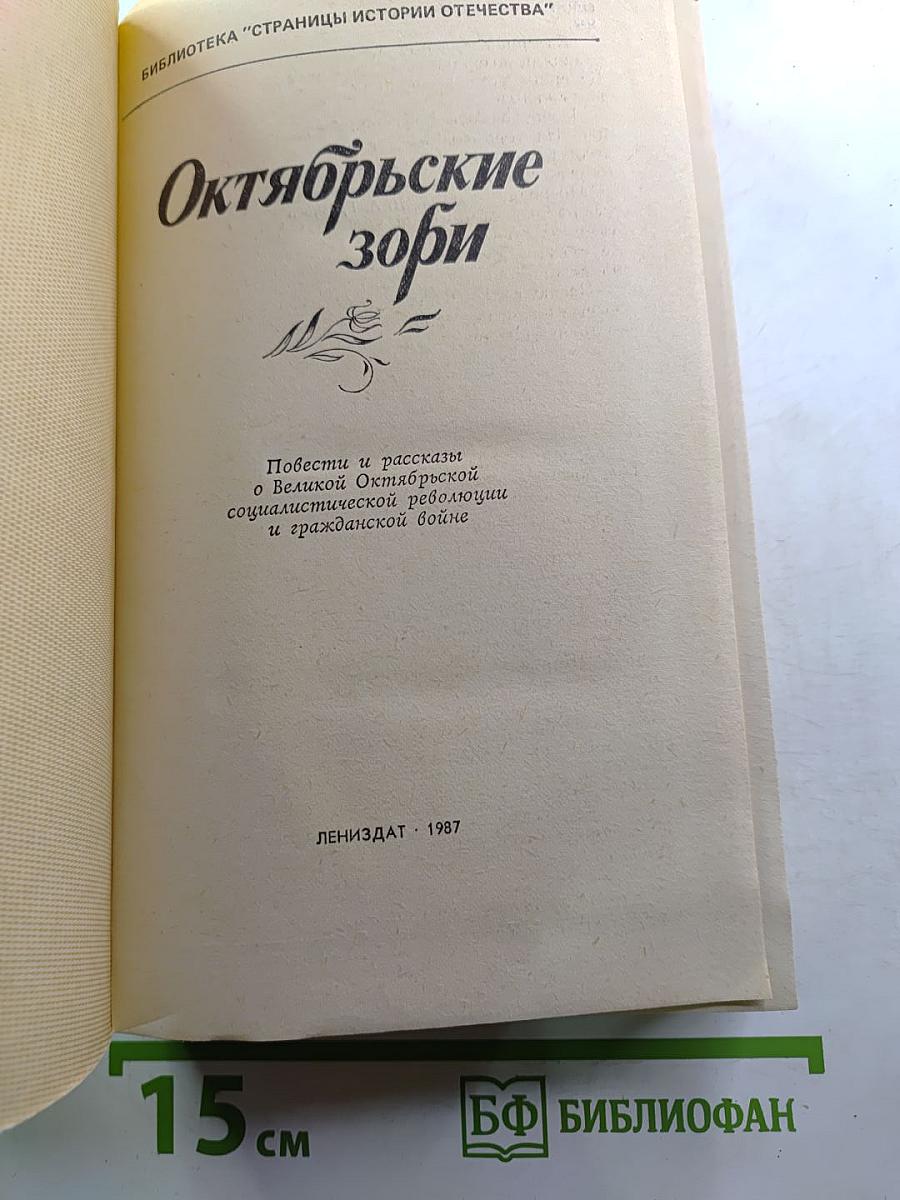 БИБЛИОТЕКА "СТРАНИЦЫ ИСТОРИИ ОТЕЧЕСТВА"
Октябрьские
зори
Повести и рассказы
о Великой Октябрьской
социалистической революции
и гражданской войне
ЛЕНИЗДАТ · 1987
15 см
БФ БИБЛИОФАН